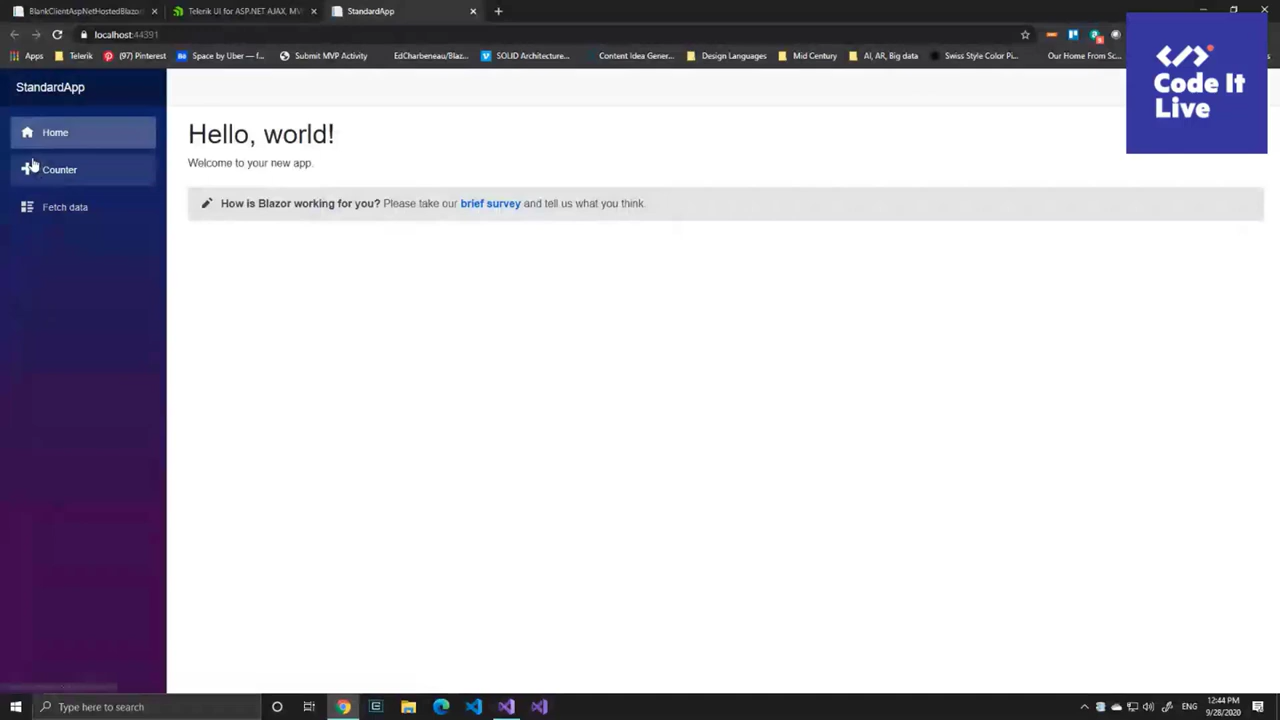 BlankClientAspNetHostedBlazo
Telerik UI for ASP.NET AJAX, MV
StandardApp
localhost:44391
Apps
Telerik
(97) Pinterest
Space by Uber — f...
Submit MVP Activity
EdCharbeneau/Blaz...
SOLID Architecture...
Content Idea Gener...
Design Languages
Mid Century
AI, AR, Big data
Swiss Style Color Pi...
Our Home From Sc...
Code It
Live
StandardApp
Home
Counter
Fetch data
Hello, world!
Welcome to your new app.
How is Blazor working for you? Please take our brief survey and tell us what you think.
Type here to search
ENG
12:44 PM
9/28/2020